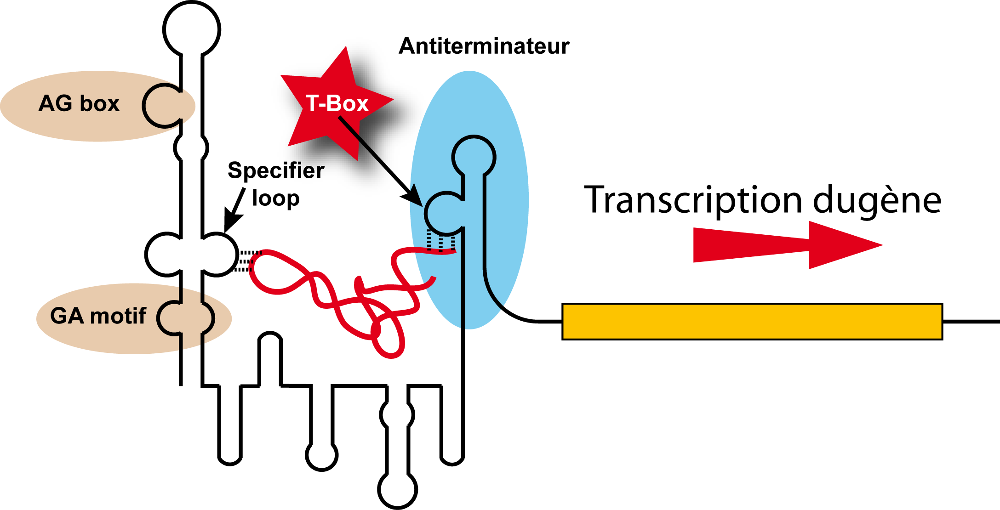 Antiterminateur
AG box
T-Box
Specifier
loop
Transcription dugène
GA motif